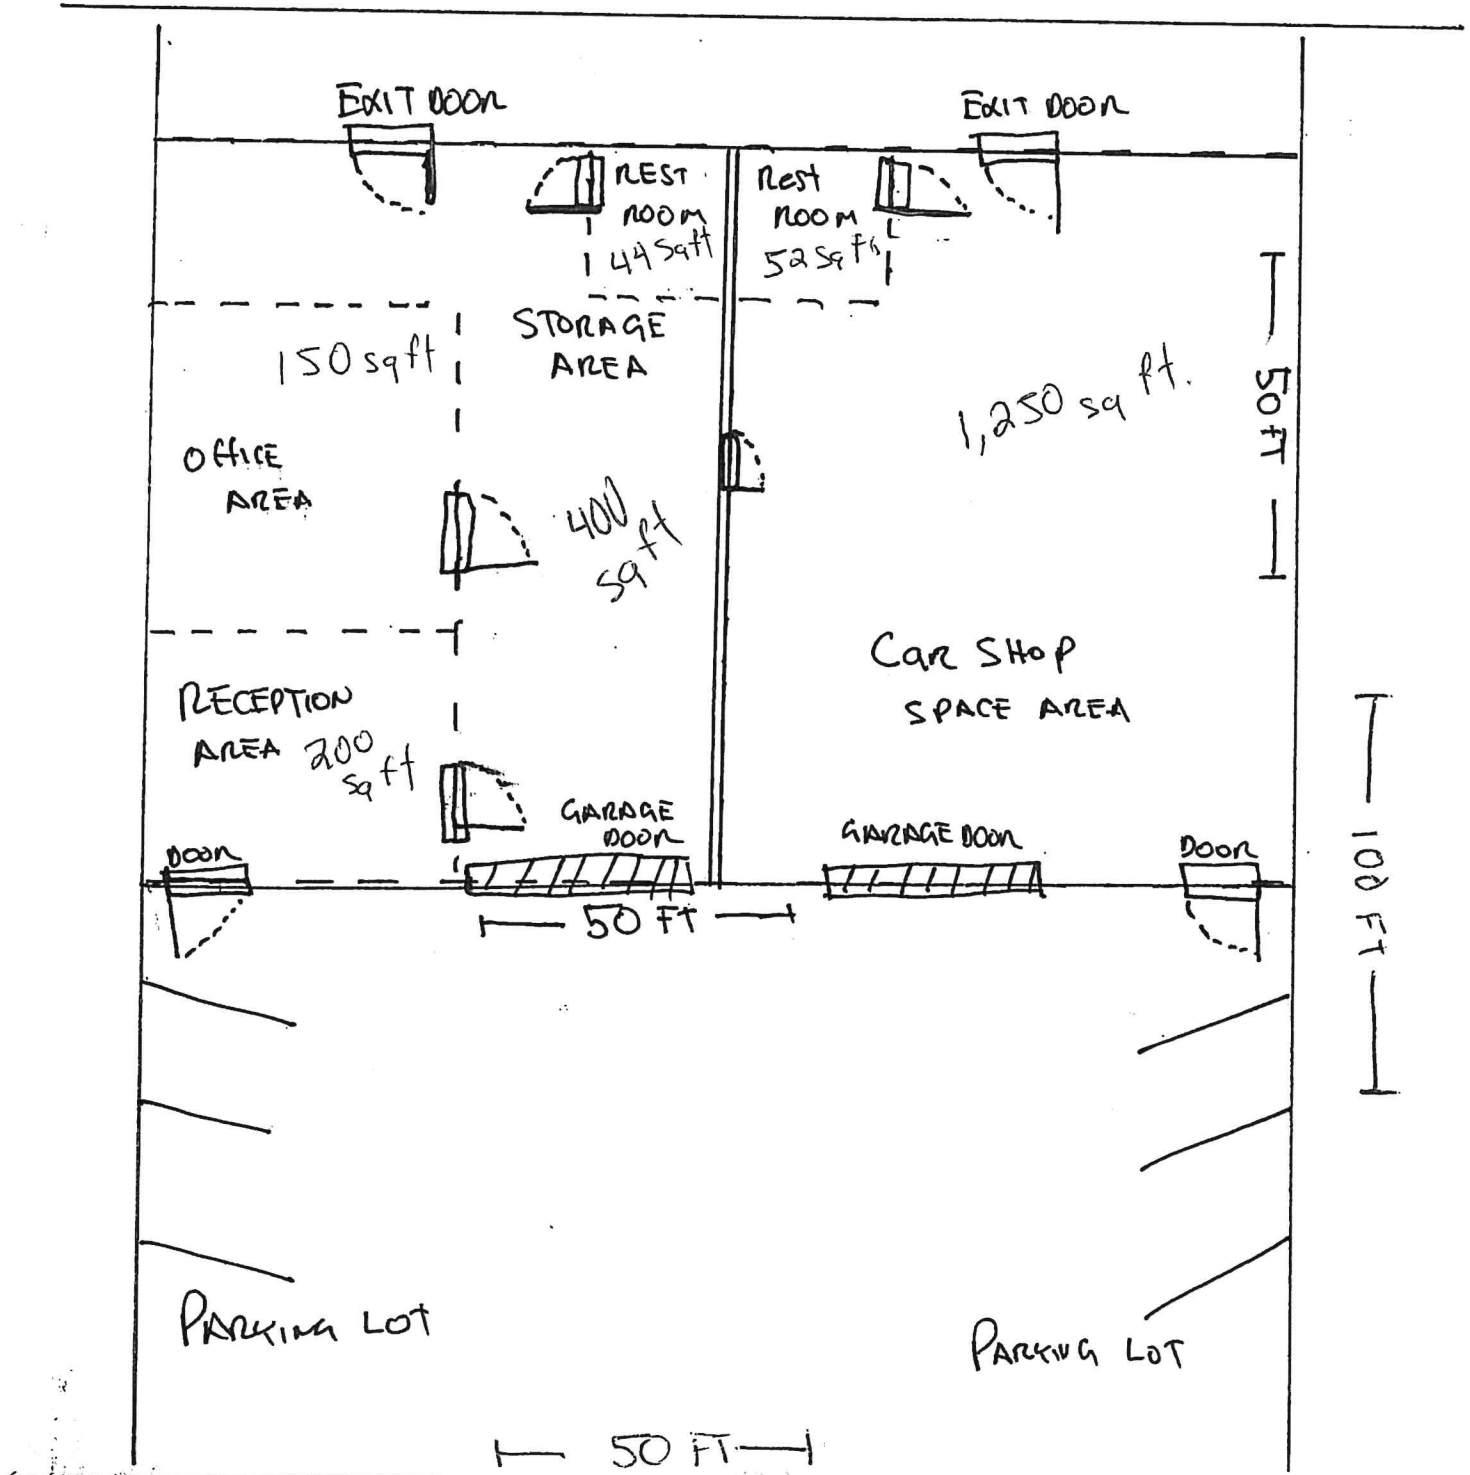 EXIT DOOR
EXIT DOOR
REST
ROOM
44 Sqft
Rest
ROOM
52 Sq ft
STORAGE
AREA
150 sqft
1,250 sq ft.
50 FT
OFFICE
AREA
400
sq ft
CAR SHOP
SPACE AREA
RECEPTION
AREA 200
sq ft
GARAGE
DOOR
GARAGE DOOR
DOOR
DOOR
100 FT
50 FT
PARKING LOT
PARKING LOT
50 FT